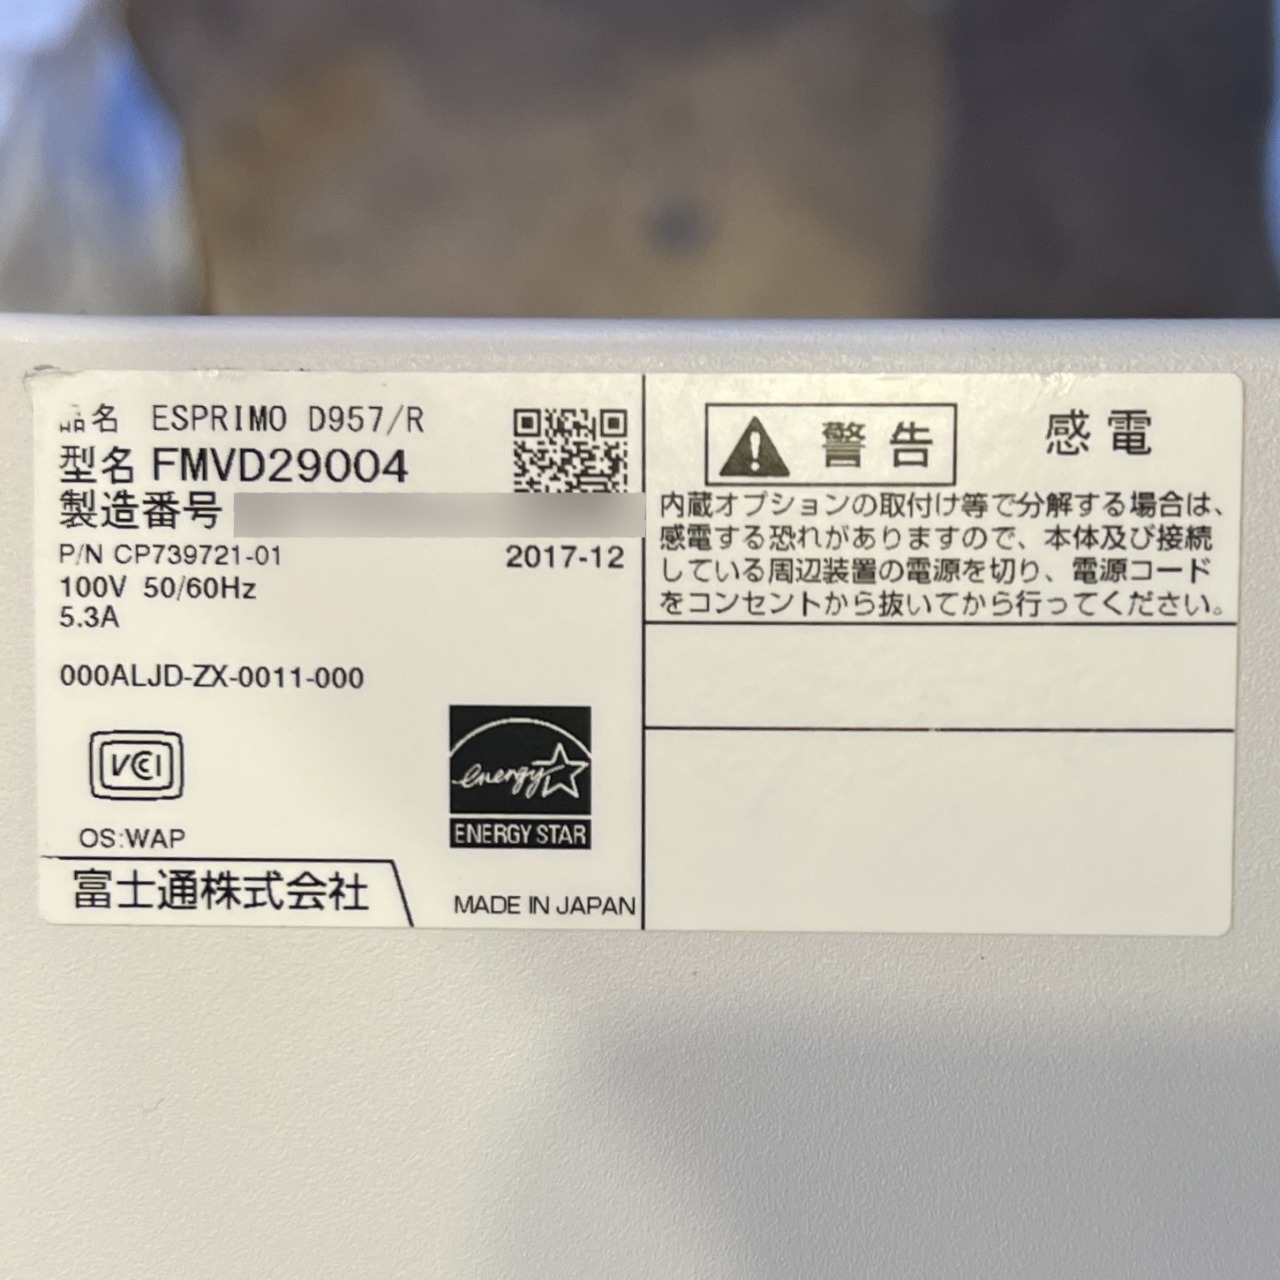 品名 ESPRIMO D957/R
型名 FMVD29004
製造番号
P/N CP739721-01 2017-12
100V 50/60Hz
5.3A
000ALJD-ZX-0011-000
VCCI
OS:WAP
energy
ENERGY STAR
富士通株式会社
MADE IN JAPAN
警告 感電
内蔵オプションの取付け等で分解する場合は、
感電する恐れがありますので、本体及び接続
している周辺装置の電源を切り、電源コード
をコンセントから抜いてから行ってください。